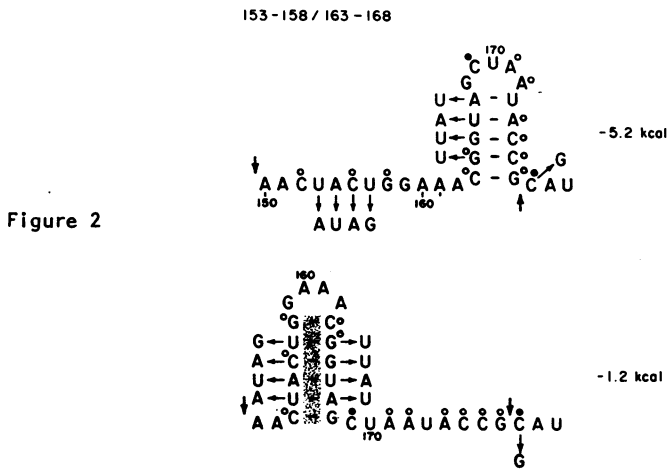 153-158 / 163-168
170
C U A
G A
U ← A – U
A ← U – A
-5.2 kcal
U ← G – C
U ← G – C
G
A A C U A C U G G A A A C – G C A U
150
160
A U A G
Figure 2
160
A A
G A
G C
G ← U G → U
A ← C G → U
U ← A U → A
-1.2 kcal
A ← U A → U
A A C G C U A A U A C C G C A U
170
G